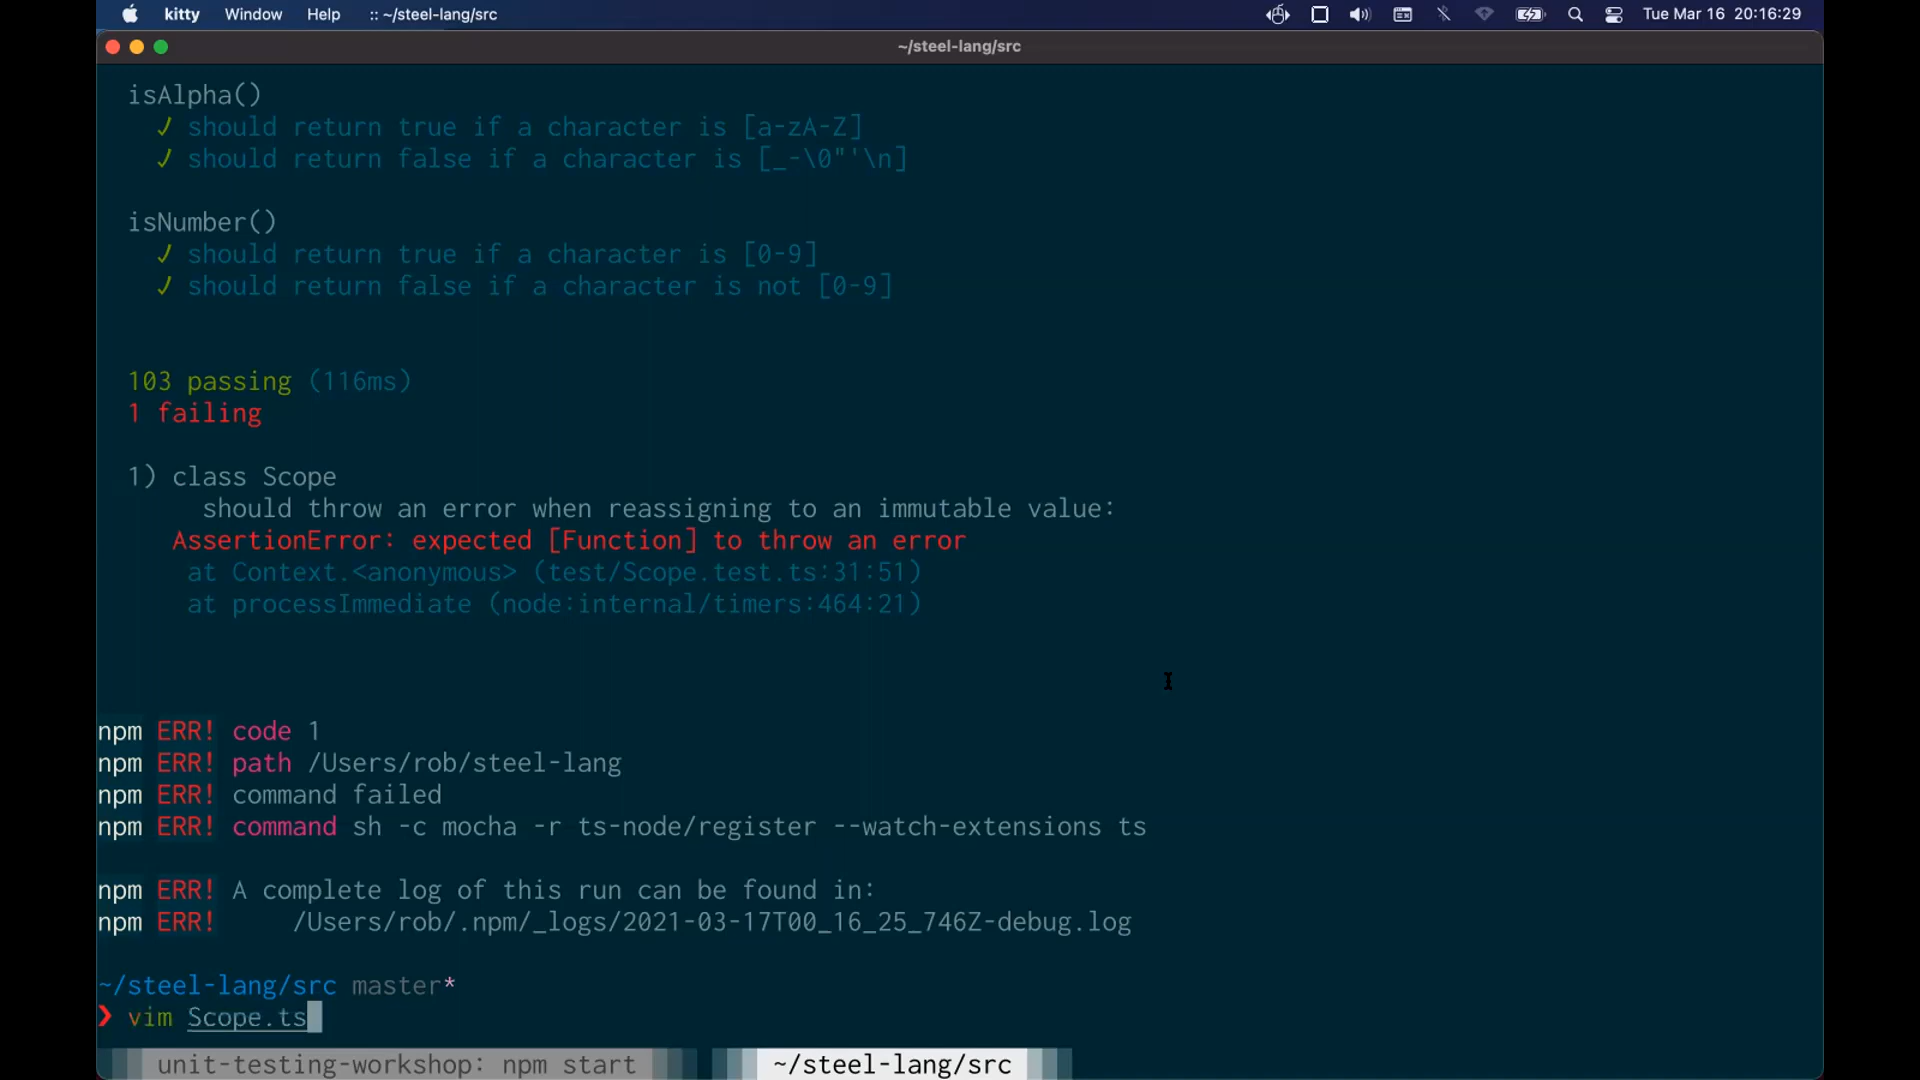 kitty Window Help :: ~/steel-lang/src Tue Mar 16 20:16:29
~/steel-lang/src
isAlpha()
✓ should return true if a character is [a-zA-Z]
✓ should return false if a character is [_-\0"'\n]
isNumber()
✓ should return true if a character is [0-9]
✓ should return false if a character is not [0-9]
103 passing (116ms)
1 failing
1) class Scope
should throw an error when reassigning to an immutable value:
AssertionError: expected [Function] to throw an error
at Context.<anonymous> (test/Scope.test.ts:31:51)
at processImmediate (node:internal/timers:464:21)
npm ERR! code 1
npm ERR! path /Users/rob/steel-lang
npm ERR! command failed
npm ERR! command sh -c mocha -r ts-node/register --watch-extensions ts
npm ERR! A complete log of this run can be found in:
npm ERR!     /Users/rob/.npm/_logs/2021-03-17T00_16_25_746Z-debug.log
~/steel-lang/src master*
❯ vim Scope.ts
unit-testing-workshop: npm start ~/steel-lang/src